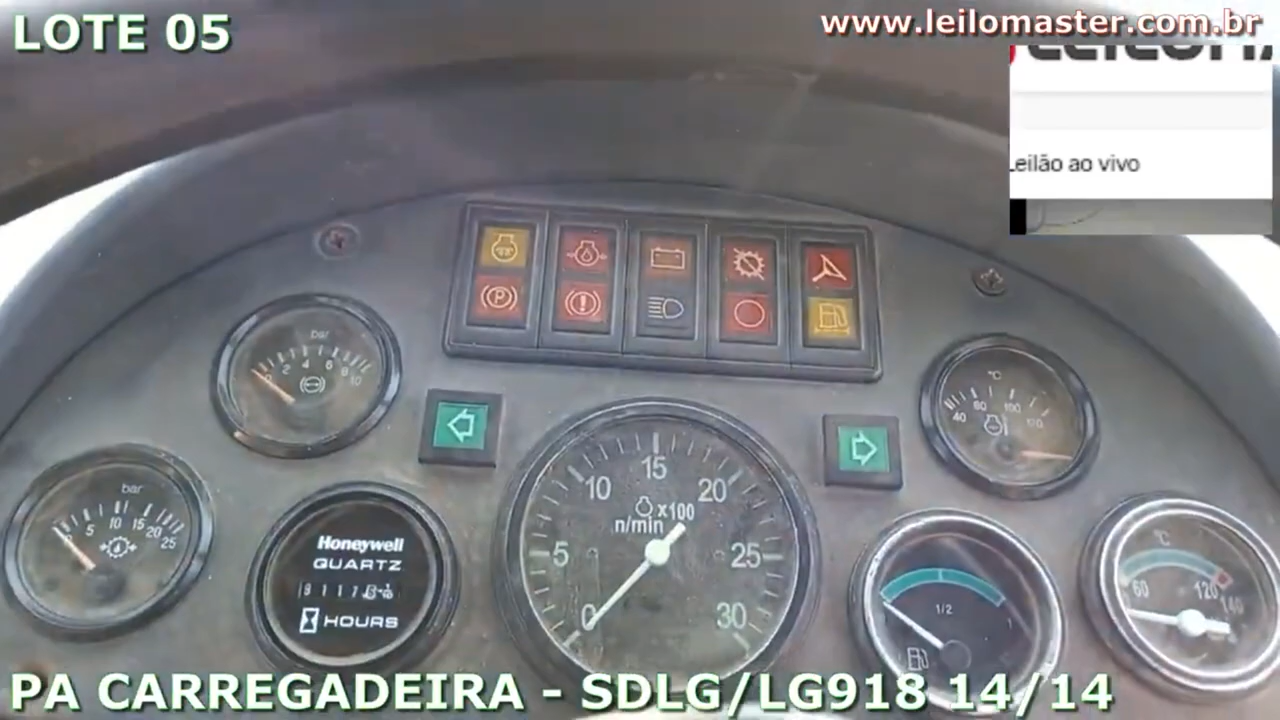 LOTE 05
www.leilomaster.com.br
Leilão ao vivo
P
bar
0 2 4 6 8 10
°C
40 60 100 120
bar
0 5 10 15 20 25
Honeywell
QUARTZ
HOURS
0 5 10 15 20 25 30
x100
n/min
1/2
1
°C
60 120 140
PA CARREGADEIRA - SDLG/LG918 14/14